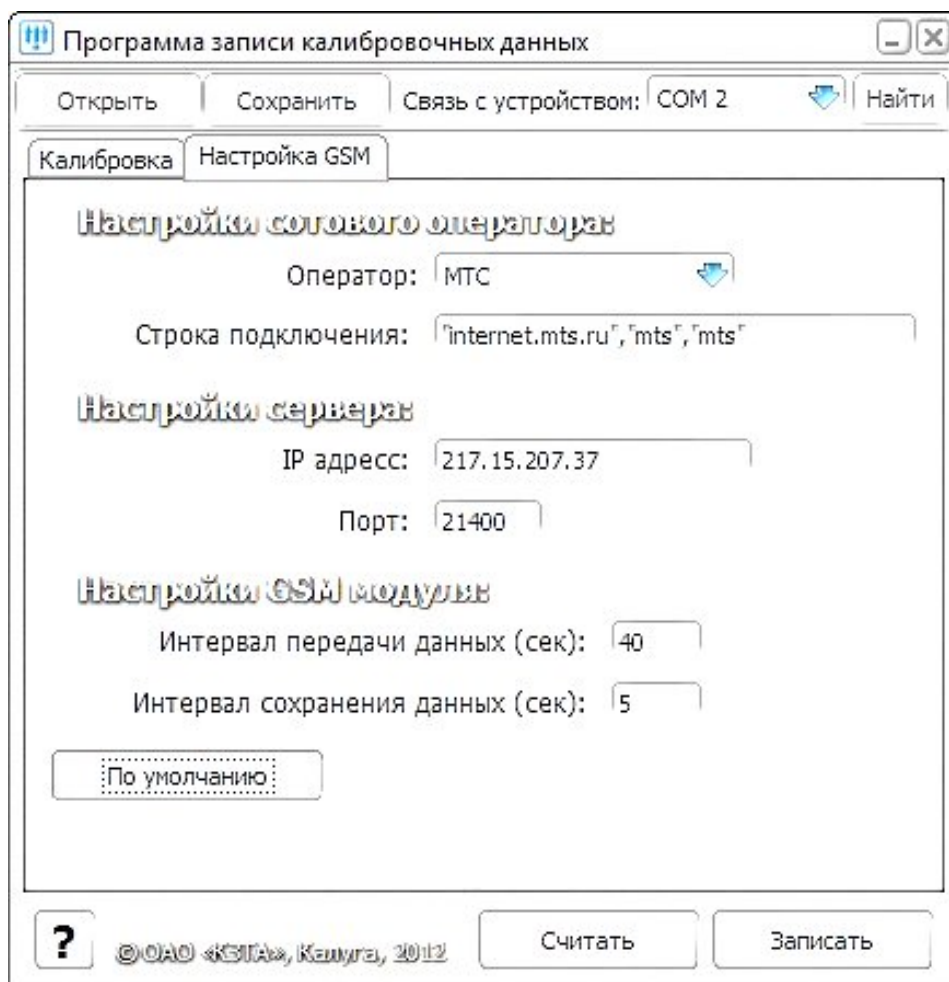 Программа записи калибровочных данных
Открыть Сохранить Связь с устройством: COM 2 Найти
Калибровка Настройка GSM
Настройки сотового оператора:
Оператор: МТС
Строка подключения: "internet.mts.ru","mts","mts"
Настройки сервера:
IP адресс: 217.15.207.37
Порт: 21400
Настройки GSM модуля:
Интервал передачи данных (сек): 40
Интервал сохранения данных (сек): 5
По умолчанию
? © ОАО «КЗТА», Калуга, 2012 Считать Записать